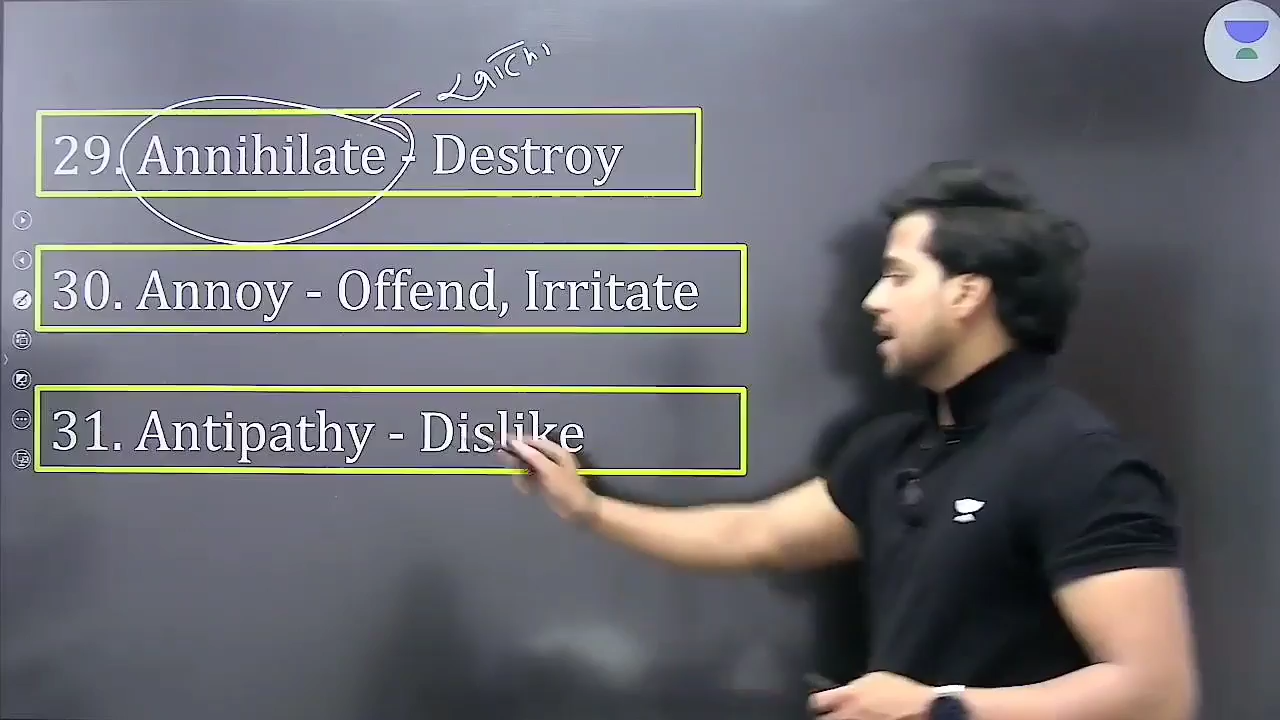 29. Annihilate - Destroy
30. Annoy - Offend, Irritate
31. Antipathy - Dislike